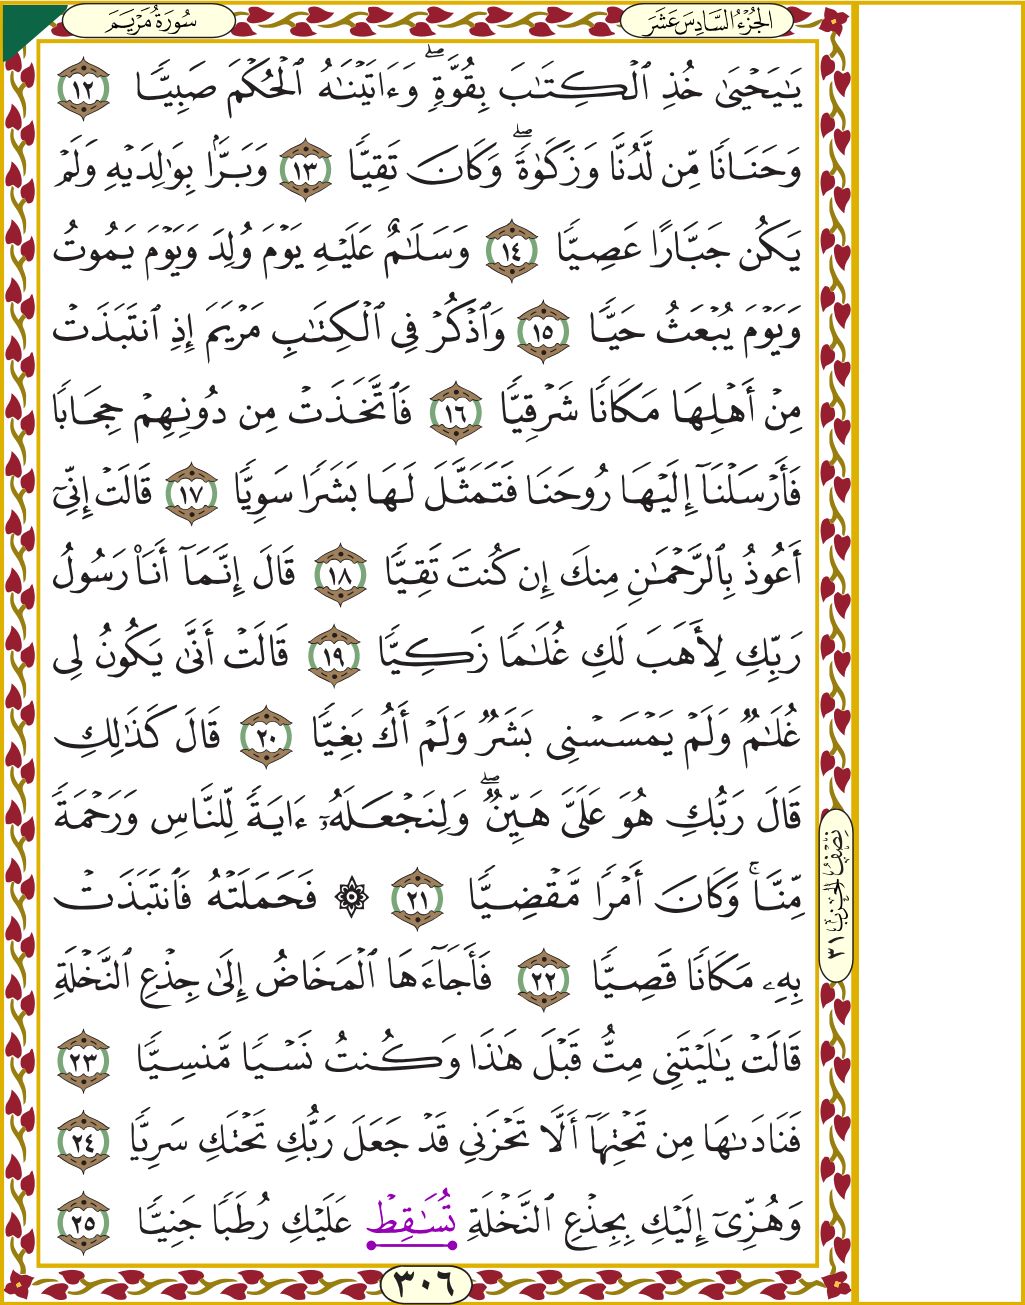 الجُزْءُ السَّادِسَ عَشَرَ
سُورَةُ مَرْيَمَ
يَٰيَحۡيَىٰ خُذِ ٱلۡكِتَٰبَ بِقُوَّةٖۖ وَءَاتَيۡنَٰهُ ٱلۡحُكۡمَ صَبِيّٗا ١٢
وَحَنَانٗا مِّن لَّدُنَّا وَزَكَوٰةٗۖ وَكَانَ تَقِيّٗا ١٣ وَبَرَّۢا بِوَٰلِدَيۡهِ وَلَمۡ
يَكُن جَبَّارًا عَصِيّٗا ١٤ وَسَلَٰمٌ عَلَيۡهِ يَوۡمَ وُلِدَ وَيَوۡمَ يَمُوتُ
وَيَوۡمَ يُبۡعَثُ حَيّٗا ١٥ وَٱذۡكُرۡ فِي ٱلۡكِتَٰبِ مَرۡيَمَ إِذِ ٱنتَبَذَتۡ
مِنۡ أَهۡلِهَا مَكَانٗا شَرۡقِيّٗا ١٦ فَٱتَّخَذَتۡ مِن دُونِهِمۡ حِجَابٗا
فَأَرۡسَلۡنَآ إِلَيۡهَا رُوحَنَا فَتَمَثَّلَ لَهَا بَشَرٗا سَوِيّٗا ١٧ قَالَتۡ إِنِّيٓ
أَعُوذُ بِٱلرَّحۡمَٰنِ مِنكَ إِن كُنتَ تَقِيّٗا ١٨ قَالَ إِنَّمَآ أَنَا۠ رَسُولُ
رَبِّكِ لِأَهَبَ لَكِ غُلَٰمٗا زَكِيّٗا ١٩ قَالَتۡ أَنَّىٰ يَكُونُ لِي
غُلَٰمٞ وَلَمۡ يَمۡسَسۡنِي بَشَرٞ وَلَمۡ أَكُ بَغِيّٗا ٢٠ قَالَ كَذَٰلِكِ
قَالَ رَبُّكِ هُوَ عَلَيَّ هَيِّنٞۖ وَلِنَجۡعَلَهُۥٓ ءَايَةٗ لِّلنَّاسِ وَرَحۡمَةٗ
مِّنَّاۚ وَكَانَ أَمۡرٗا مَّقۡضِيّٗا ٢١ ۞ فَحَمَلَتۡهُ فَٱنتَبَذَتۡ
بِهِۦ مَكَانٗا قَصِيّٗا ٢٢ فَأَجَآءَهَا ٱلۡمَخَاضُ إِلَىٰ جِذۡعِ ٱلنَّخۡلَةِ
قَالَتۡ يَٰلَيۡتَنِي مِتُّ قَبۡلَ هَٰذَا وَكُنتُ نَسۡيٗا مَّنسِيّٗا ٢٣
فَنَادَىٰهَا مِن تَحۡتِهَآ أَلَّا تَحۡزَنِي قَدۡ جَعَلَ رَبُّكِ تَحۡتَكِ سَرِيّٗا ٢٤
وَهُزِّيٓ إِلَيۡكِ بِجِذۡعِ ٱلنَّخۡلَةِ تُسَٰقِطۡ عَلَيۡكِ رُطَبٗا جَنِيّٗا ٢٥
نِصْفُ الحِزْبِ ٣١
٣٠٦